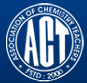 ASSOCIATION OF CHEMISTRY TEACHERS
ACT
ESTD : 2000